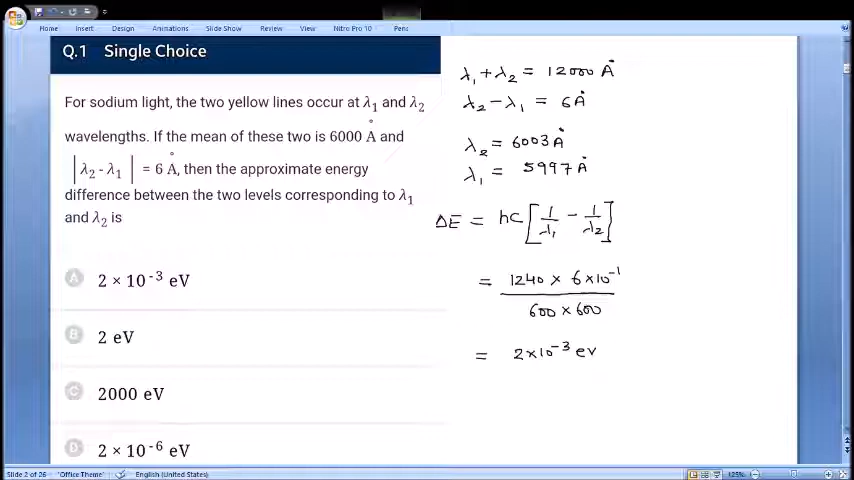 Home Insert Design Animations Slide Show Review View Nitro Pro 10 Pens
Q.1 Single Choice
For sodium light, the two yellow lines occur at λ1 and λ2
wavelengths. If the mean of these two is 6000 Å and
|λ2 - λ1| = 6 Å, then the approximate energy
difference between the two levels corresponding to λ1
and λ2 is
A 2 × 10⁻³ eV
B 2 eV
C 2000 eV
D 2 × 10⁻⁶ eV
λ1 + λ2 = 12000 Å
λ2 - λ1 = 6Å
λ2 = 6003 Å
λ1 = 5997 Å
ΔE = hC [1/λ1 - 1/λ2]
= 1240 × 6×10⁻¹ / 600 × 600
= 2×10⁻³ eV
Slide 2 of 26 "Office Theme" English (United States) 125%